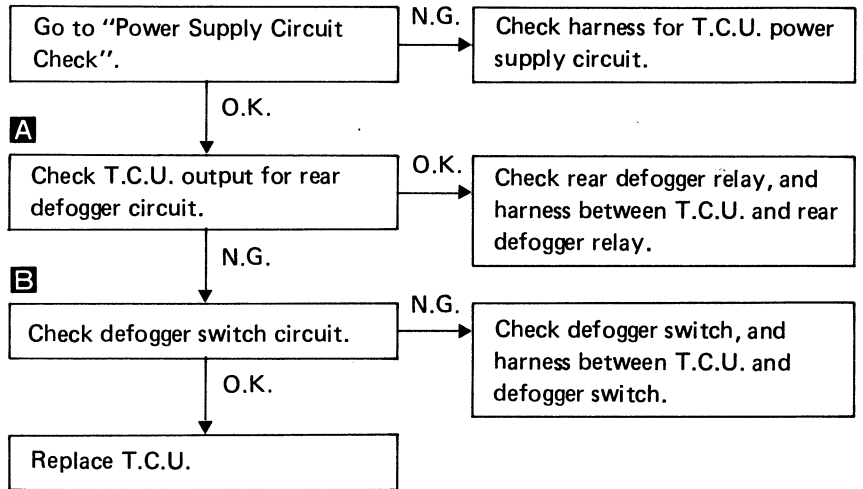 Go to “Power Supply Circuit
Check”.
N.G.
Check harness for T.C.U. power
supply circuit.
O.K.
A
Check T.C.U. output for rear
defogger circuit.
O.K.
Check rear defogger relay, and
harness between T.C.U. and rear
defogger relay.
N.G.
B
Check defogger switch circuit.
N.G.
Check defogger switch, and
harness between T.C.U. and
defogger switch.
O.K.
Replace T.C.U.